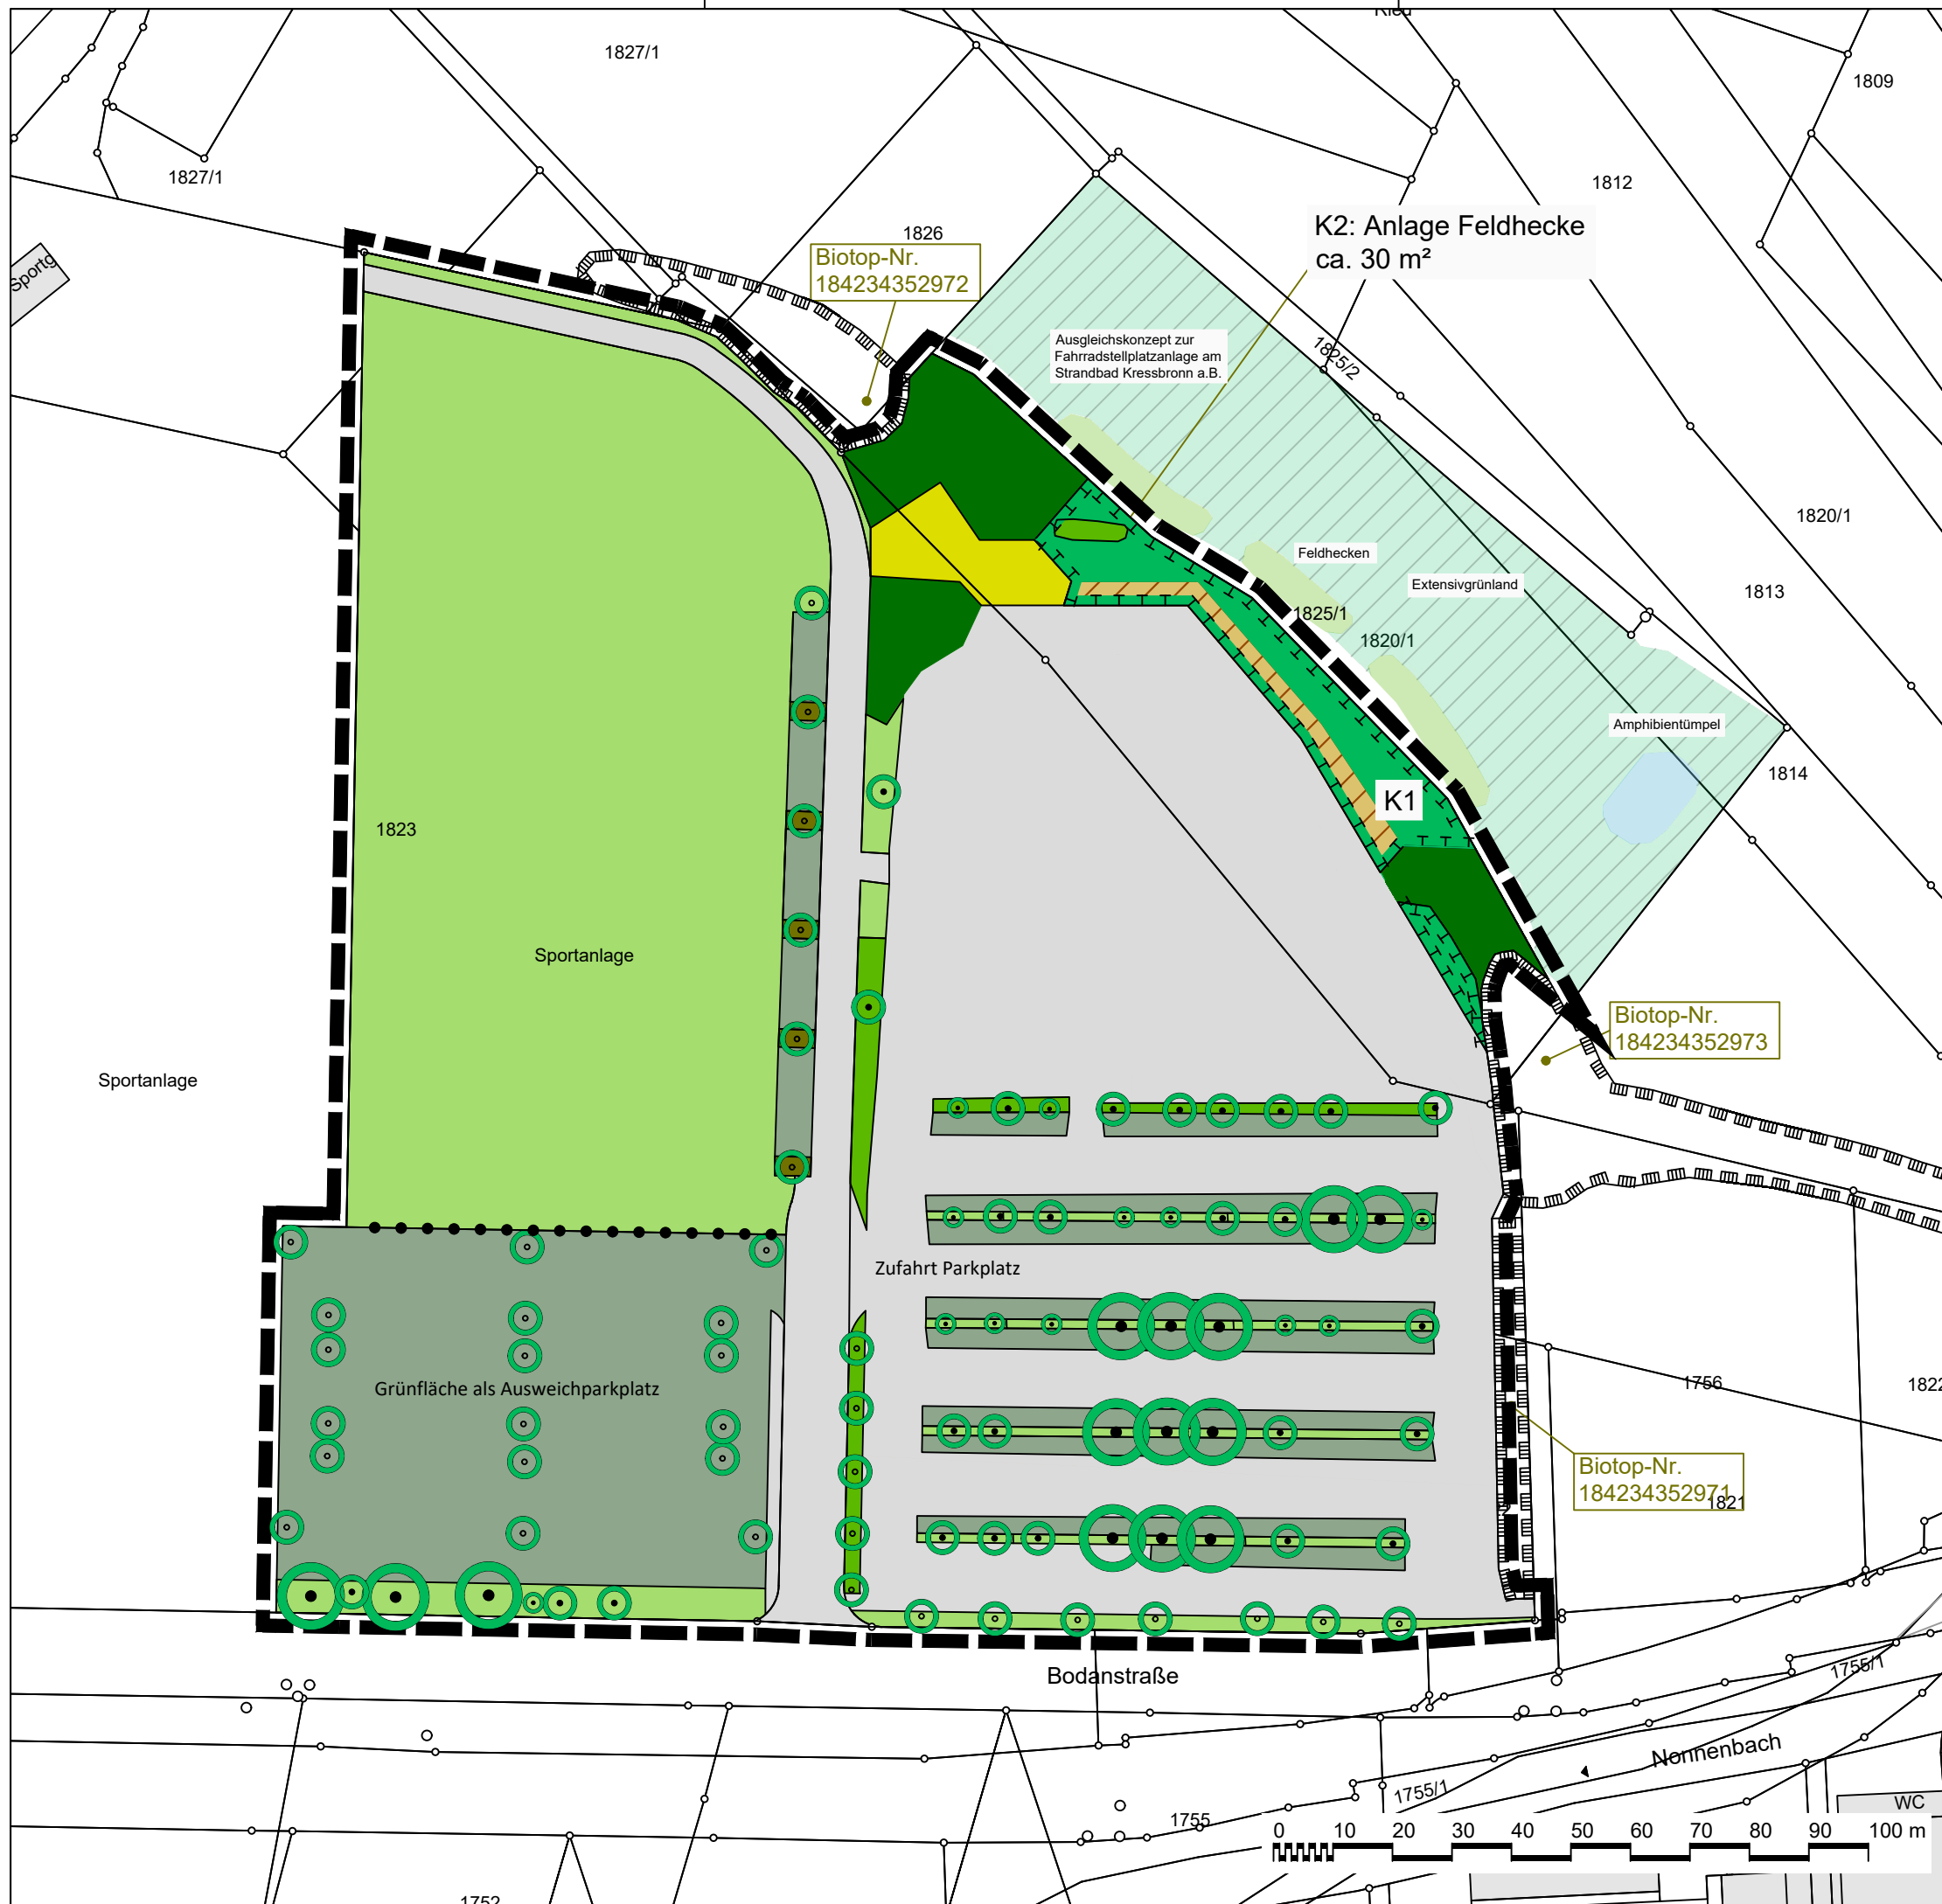 1827/1
1809
1827/1
1812
K2: Anlage Feldhecke
ca. 30 m²
1826
Biotop-Nr.
184234352972
Sportg
Ausgleichskonzept zur
Fahrradstellplatzanlage am
Strandbad Kressbronn a.B.
1825/2
1820/1
Feldhecken
Extensivgrünland
1813
1825/1
1820/1
Amphibientümpel
1814
K1
1823
Sportanlage
Biotop-Nr.
184234352973
Sportanlage
Zufahrt Parkplatz
Grünfläche als Ausweichparkplatz
1756
1822
Biotop-Nr.
184234352971
1821
Bodanstraße
1755/1
Nonnenbach
1755/1
1755
WC
0 10 20 30 40 50 60 70 80 90 100 m
1752